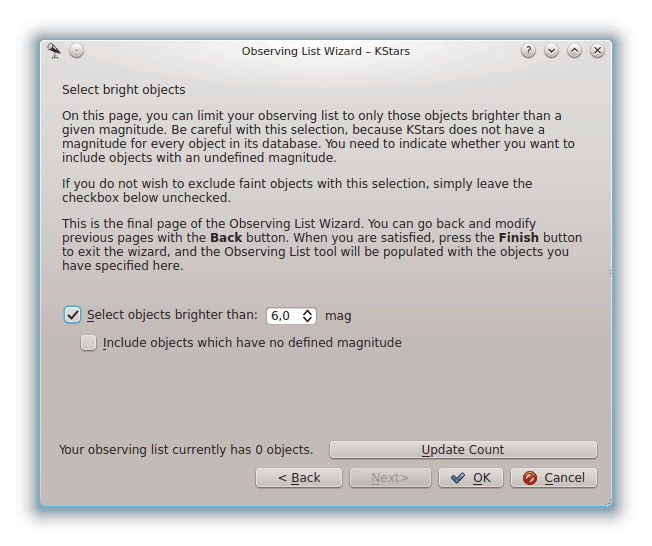 Observing List Wizard – KStars
Select bright objects
On this page, you can limit your observing list to only those objects brighter than a
given magnitude. Be careful with this selection, because KStars does not have a
magnitude for every object in its database. You need to indicate whether you want to
include objects with an undefined magnitude.
If you do not wish to exclude faint objects with this selection, simply leave the
checkbox below unchecked.
This is the final page of the Observing List Wizard. You can go back and modify
previous pages with the Back button. When you are satisfied, press the Finish button
to exit the wizard, and the Observing List tool will be populated with the objects you
have specified here.
Select objects brighter than: 6,0 mag
Include objects which have no defined magnitude
Your observing list currently has 0 objects. Update Count
< Back Next> OK Cancel